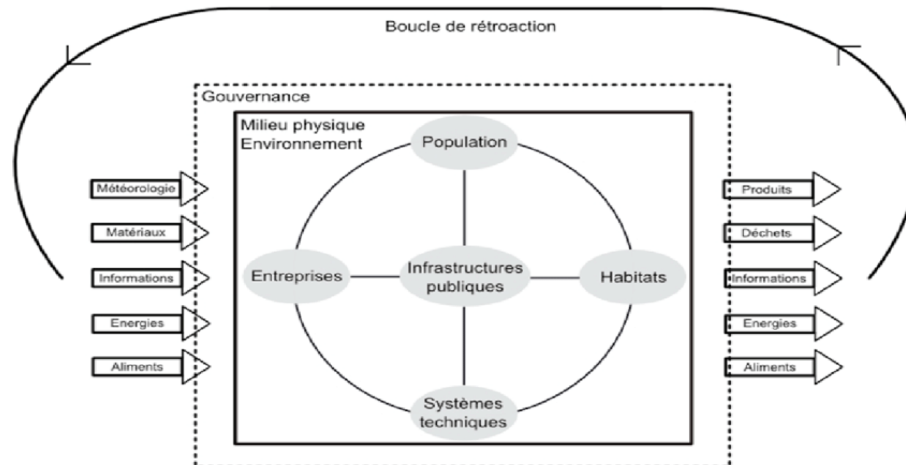 Boucle de rétroaction
Gouvernance
Milieu physique
Environnement
Population
Météorologie
Matériaux
Informations
Energies
Aliments
Entreprises
Infrastructures
publiques
Habitats
Systèmes
techniques
Produits
Déchets
Informations
Energies
Aliments